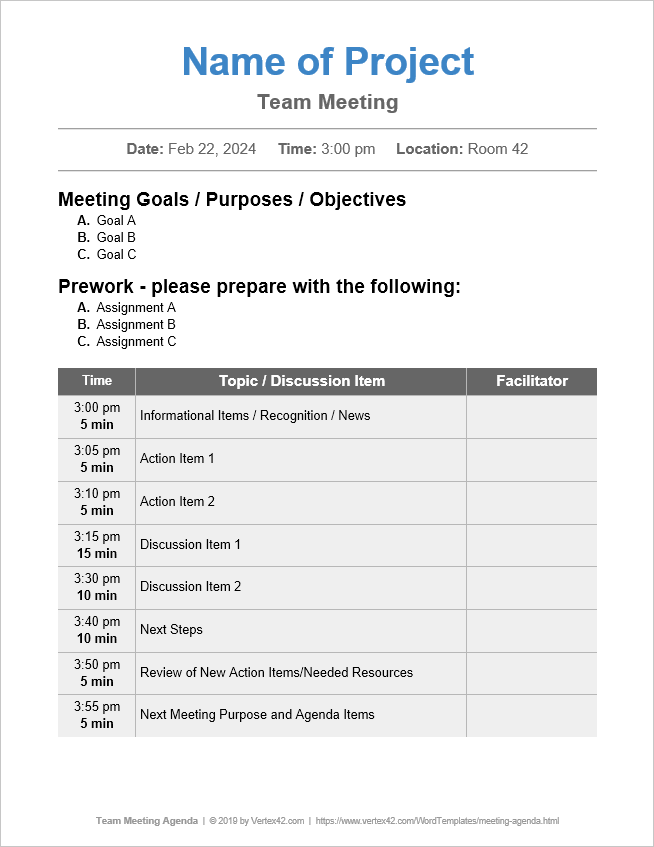 Name of Project
Team Meeting
Date: Feb 22, 2024 Time: 3:00 pm Location: Room 42
Meeting Goals / Purposes / Objectives
A. Goal A
B. Goal B
C. Goal C
Prework - please prepare with the following:
A. Assignment A
B. Assignment B
C. Assignment C
Time Topic / Discussion Item Facilitator
3:00 pm
5 min
Informational Items / Recognition / News
3:05 pm
5 min
Action Item 1
3:10 pm
5 min
Action Item 2
3:15 pm
15 min
Discussion Item 1
3:30 pm
10 min
Discussion Item 2
3:40 pm
10 min
Next Steps
3:50 pm
5 min
Review of New Action Items/Needed Resources
3:55 pm
5 min
Next Meeting Purpose and Agenda Items
Team Meeting Agenda | © 2019 by Vertex42.com | https://www.vertex42.com/WordTemplates/meeting-agenda.html